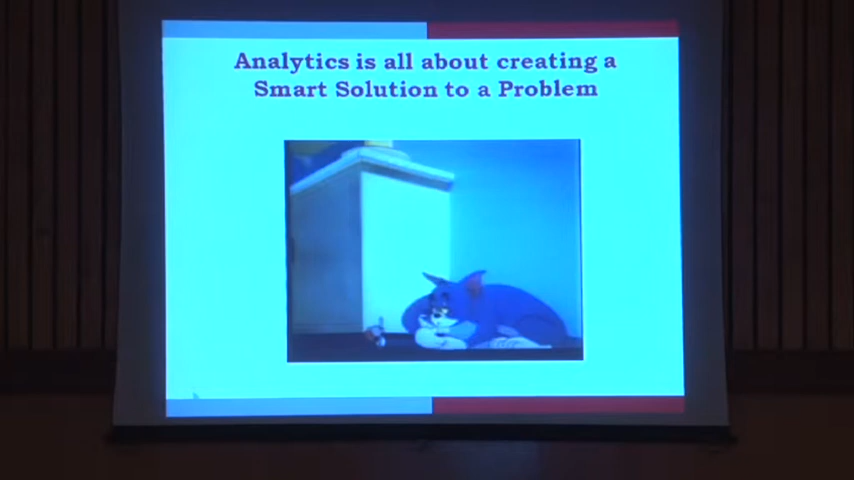 Analytics is all about creating a
Smart Solution to a Problem